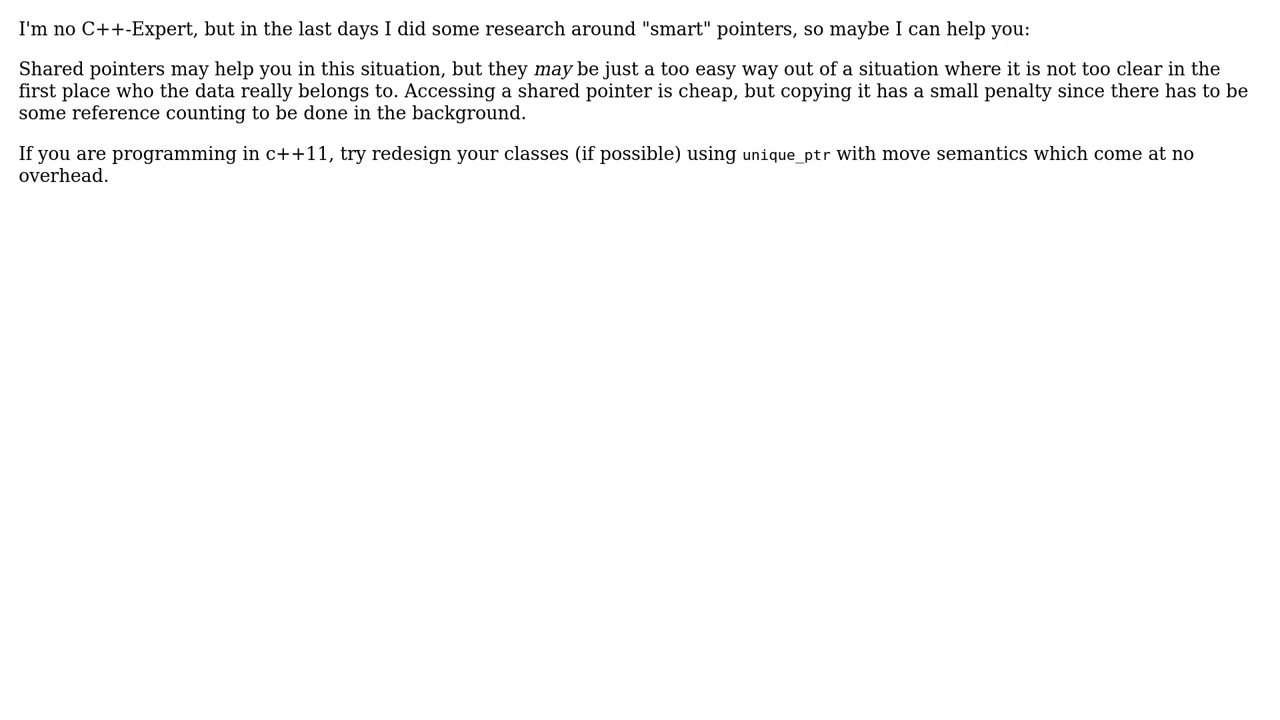 I'm no C++-Expert, but in the last days I did some research around "smart" pointers, so maybe I can help you:
Shared pointers may help you in this situation, but they may be just a too easy way out of a situation where it is not too clear in the
first place who the data really belongs to. Accessing a shared pointer is cheap, but copying it has a small penalty since there has to be
some reference counting to be done in the background.
If you are programming in c++11, try redesign your classes (if possible) using unique_ptr with move semantics which come at no
overhead.